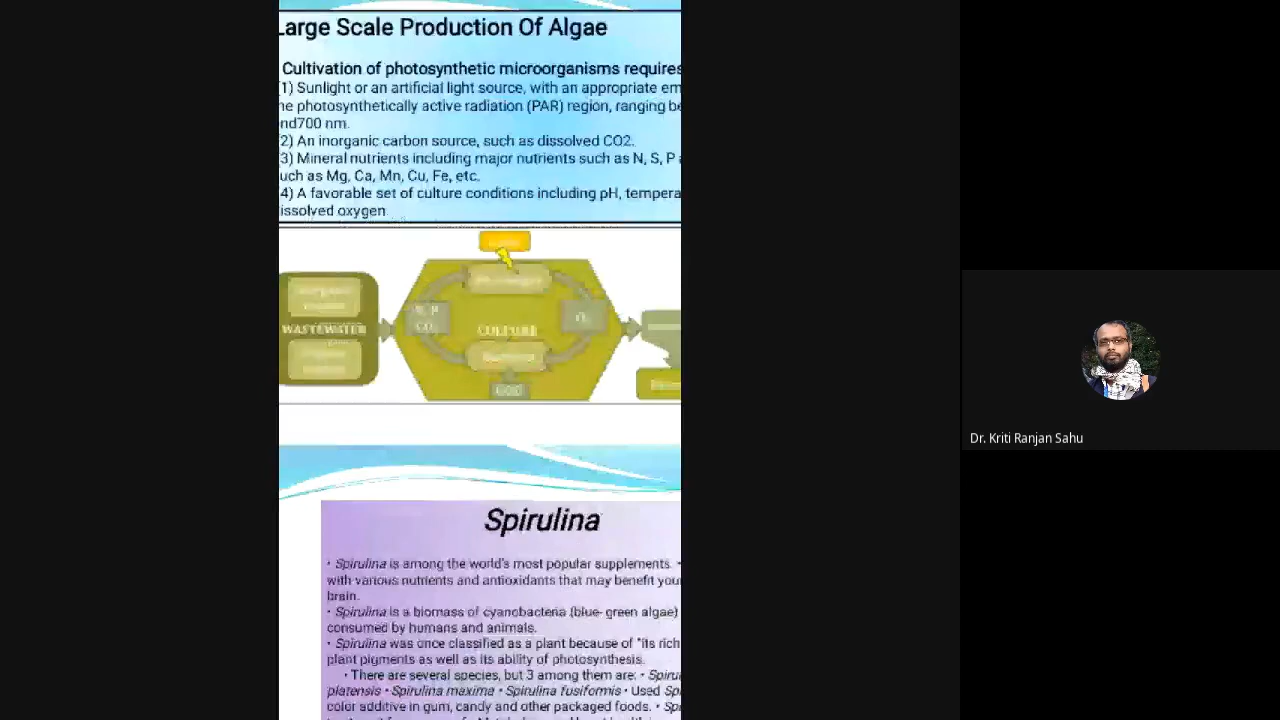 Large Scale Production Of Algae
Cultivation of photosynthetic microorganisms requires
(1) Sunlight or an artificial light source, with an appropriate em
he photosynthetically active radiation (PAR) region, ranging be
nd700 nm.
2) An inorganic carbon source, such as dissolved CO2.
3) Mineral nutrients including major nutrients such as N, S, P
uch as Mg, Ca, Mn, Cu, Fe, etc.
4) A favorable set of culture conditions including pH, tempera
issolved oxygen
N, P
CO₂
O₂
WASTEWATER
CULTURE
Spirulina
• Spirulina is among the world's most popular supplements. •
with various nutrients and antioxidants that may benefit you
brain.
• Spirulina is a biomass of cyanobacteria (blue- green algae)
consumed by humans and animals.
• Spirulina was once classified as a plant because of "its rich
plant pigments as well as its ability of photosynthesis.
• There are several species, but 3 among them are: • Spiru
platensis • Spirulina maxima • Spirulina fusiformis • Used Spi
color additive in gum, candy and other packaged foods. • Sp
Dr. Kriti Ranjan Sahu